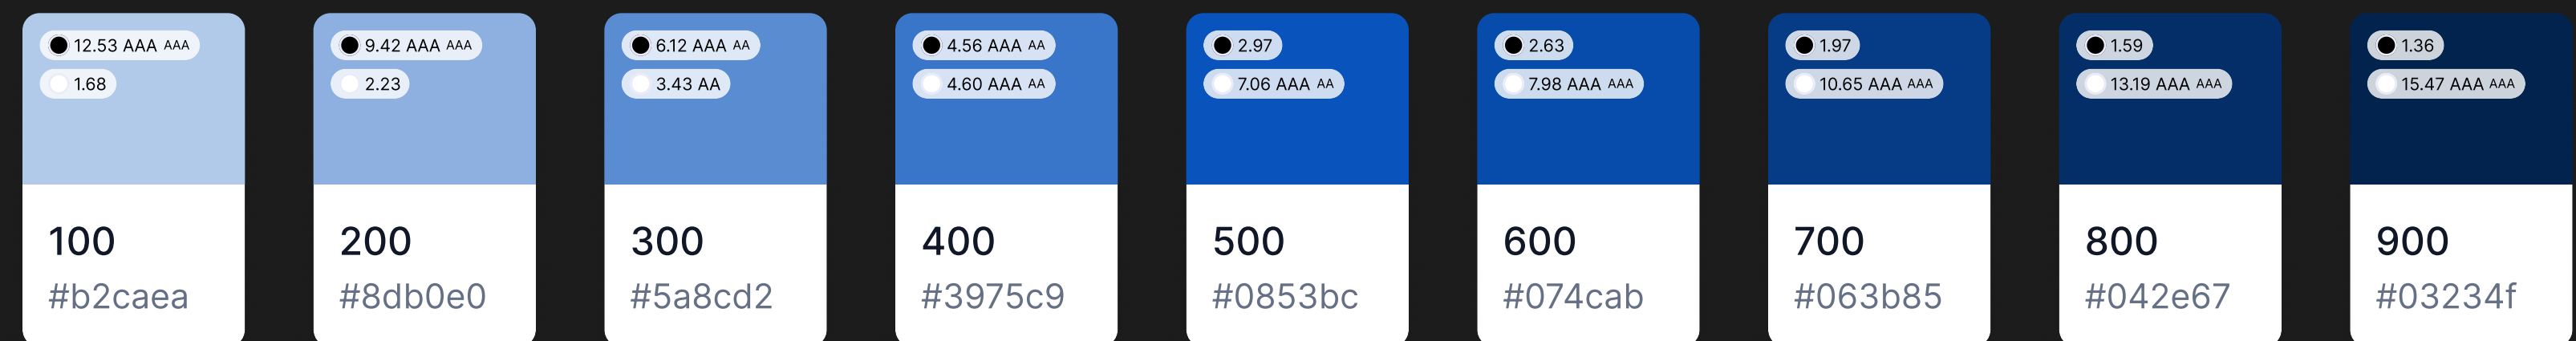 12.53 AAA AAA
1.68
100
#b2caea
9.42 AAA AAA
2.23
200
#8db0e0
6.12 AAA AA
3.43 AA
300
#5a8cd2
4.56 AAA AA
4.60 AAA AA
400
#3975c9
2.97
7.06 AAA AA
500
#0853bc
2.63
7.98 AAA AAA
600
#074cab
1.97
10.65 AAA AAA
700
#063b85
1.59
13.19 AAA AAA
800
#042e67
1.36
15.47 AAA AAA
900
#03234f